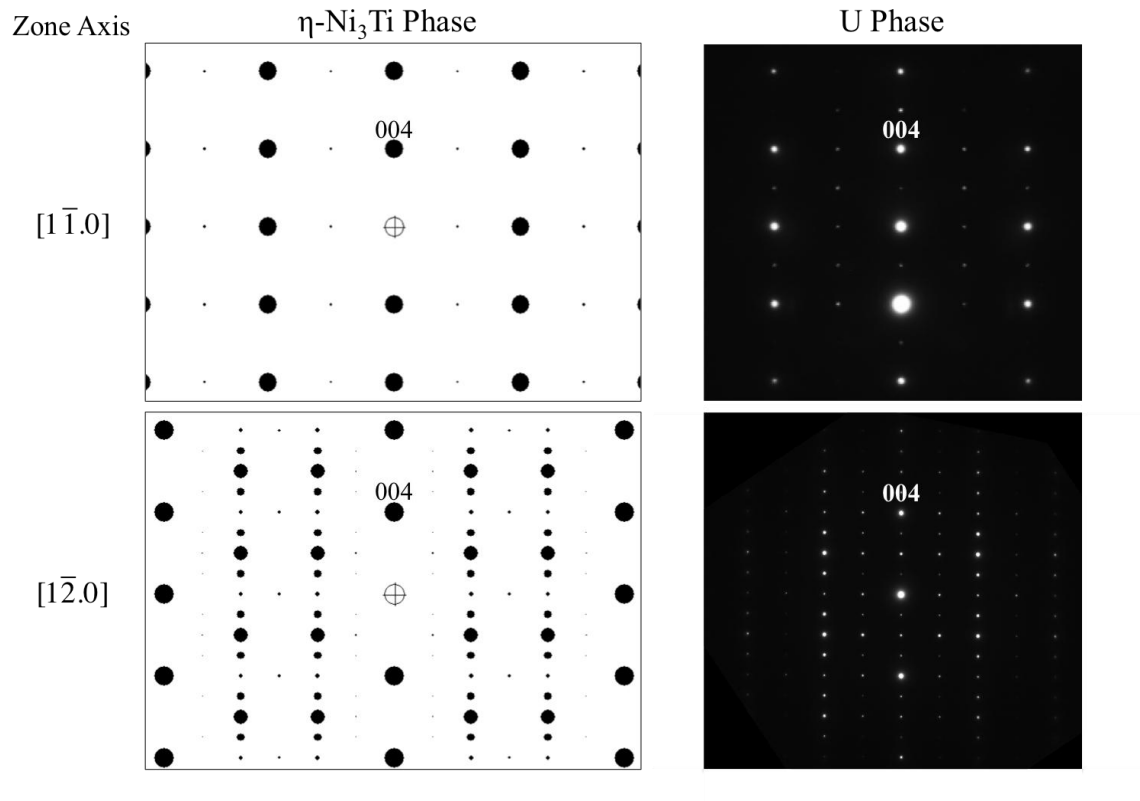 Zone Axis
η-Ni₃Ti Phase
U Phase
004
004
[11̅.0]
004
004
[12̅.0]